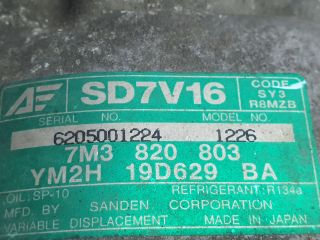 AE SD7V16 CODE
SY3
R8MZB
SERIAL NO. MODEL NO.
6205001224 1226
7M3 820 803
YM2H 19D629 BA
OIL:SP-10 REFRIGERANT:R134a
MFD. BY SANDEN CORPORATION
VARIABLE DISPLACEMENT MADE IN JAPAN